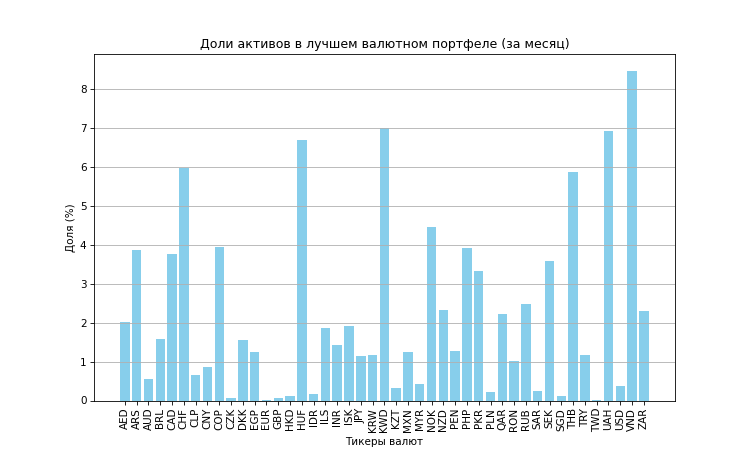 Доли активов в лучшем валютном портфеле (за месяц)
Доля (%)
8
7
6
5
4
3
2
1
0
AED ARS AUD BRL CAD CHF CLP CNY COP CZK DKK EGP EUR GBP HKD HUF IDR ILS INR ISK JPY KRW KWD KZT MXN MYR NOK NZD PEN PHP PKR PLN QAR RON RUB SAR SEK SGD THB TRY TWD UAH USD VND ZAR
Тикеры валют